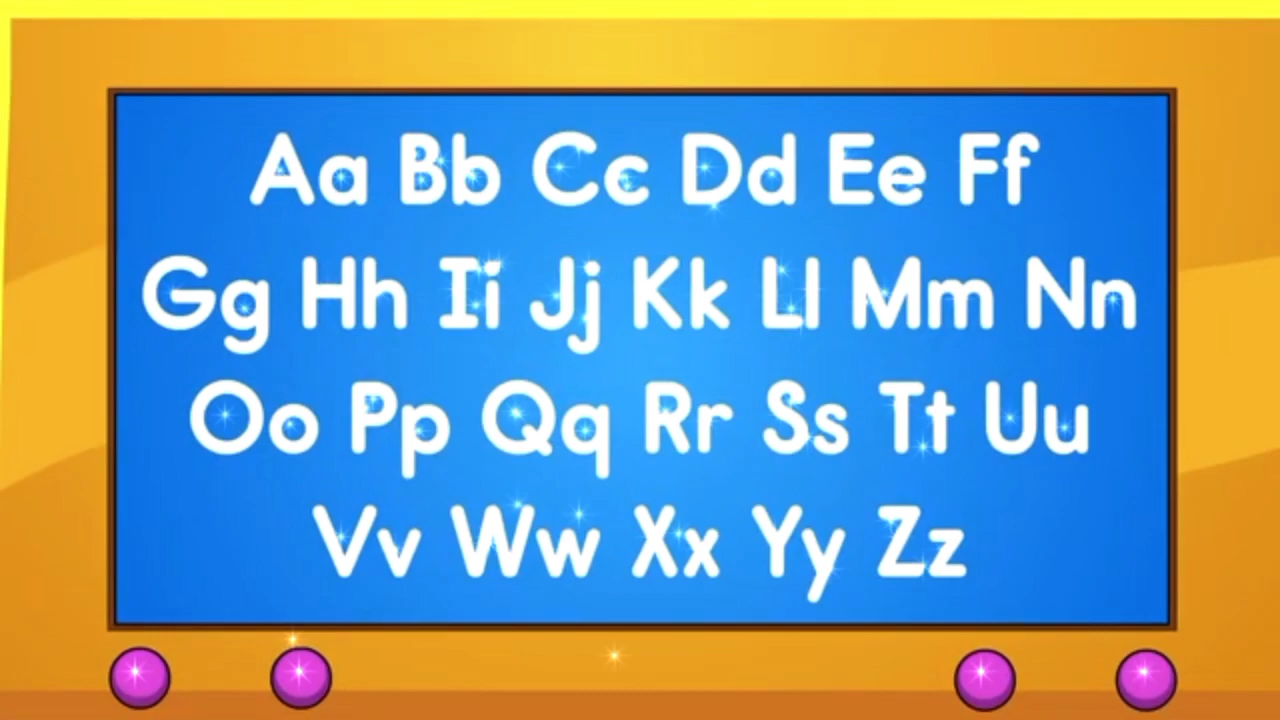 Aa Bb Cc Dd Ee Ff
Gg Hh Ii Jj Kk Ll Mm Nn
Oo Pp Qq Rr Ss Tt Uu
Vv Ww Xx Yy Zz